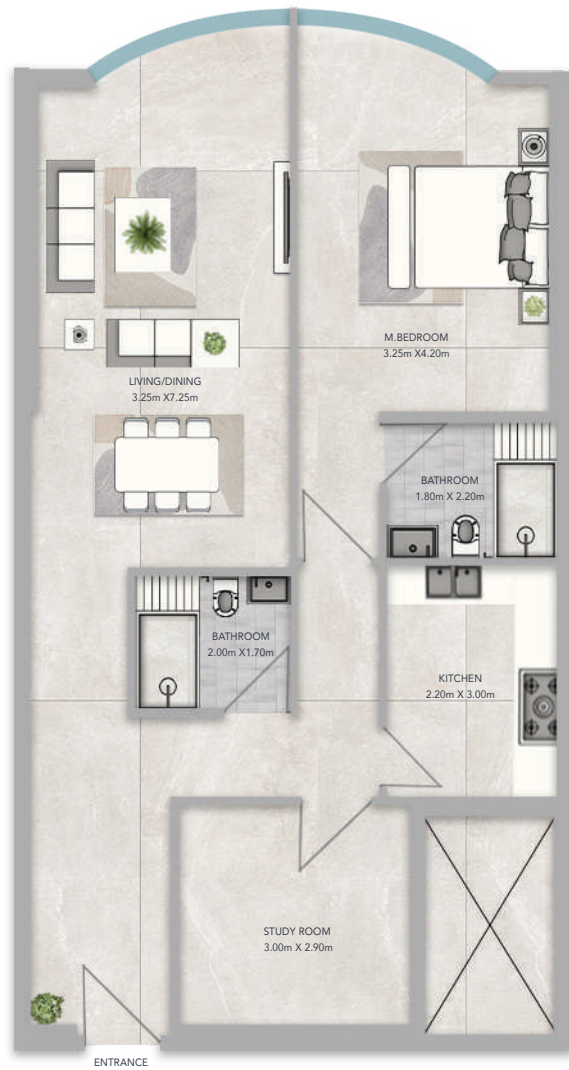 M.BEDROOM
3.25m X4.20m
LIVING/DINING
3.25m X7.25m
BATHROOM
1.80m X 2.20m
BATHROOM
2.00m X1.70m
KITCHEN
2.20m X 3.00m
STUDY ROOM
3.00m X 2.90m
ENTRANCE